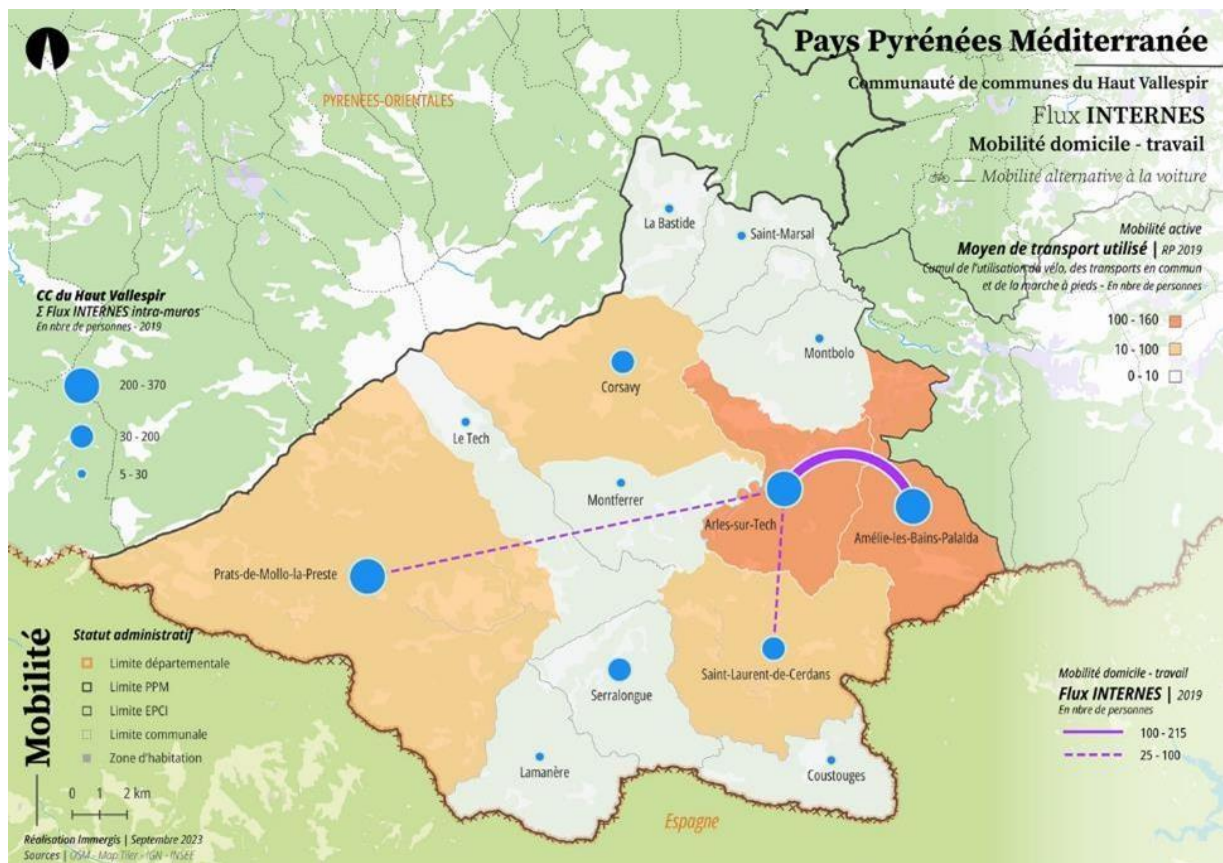 Pays Pyrénées Méditerranée
Communauté de communes du Haut Vallespir
Flux INTERNES
Mobilité domicile - travail
Mobilité alternative à la voiture
Mobilité active
Moyen de transport utilisé | RP 2019
Cumul de l'utilisation du vélo, des transports en commun
et de la marche à pieds - En nbre de personnes
100 - 160
10 - 100
0 - 10
PYRENEES-ORIENTALES
CC du Haut Vallespir
Σ Flux INTERNES intra-muros
En nbre de personnes - 2019
200 - 370
30 - 200
5 - 30
La Bastide
Saint-Marsal
Montbolo
Corsavy
Le Tech
Montferrer
Arles-sur-Tech
Amélie-les-Bains-Palalda
Prats-de-Mollo-la-Preste
Saint-Laurent-de-Cerdans
Serralongue
Lamanère
Coustouges
Espagne
Mobilité
Statut administratif
Limite départementale
Limite PPM
Limite EPCI
Limite communale
Zone d'habitation
0 1 2 km
Réalisation Immergis | Septembre 2023
Sources | OSM - Map Tiler - IGN - INSEE
Mobilité domicile - travail
Flux INTERNES | 2019
En nbre de personnes
100 - 215
25 - 100